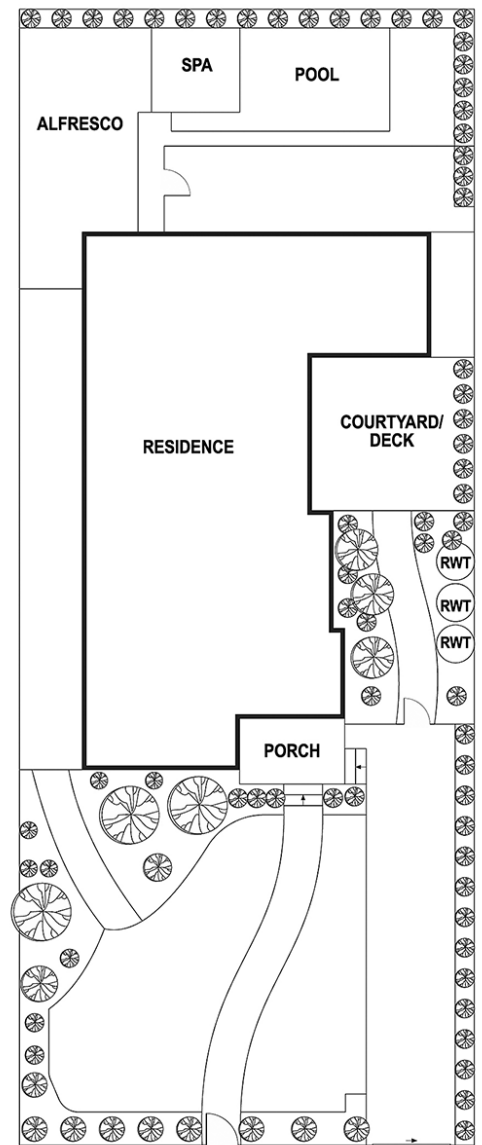 SPA
POOL
ALFRESCO
COURTYARD/
DECK
RESIDENCE
RWT
RWT
RWT
PORCH